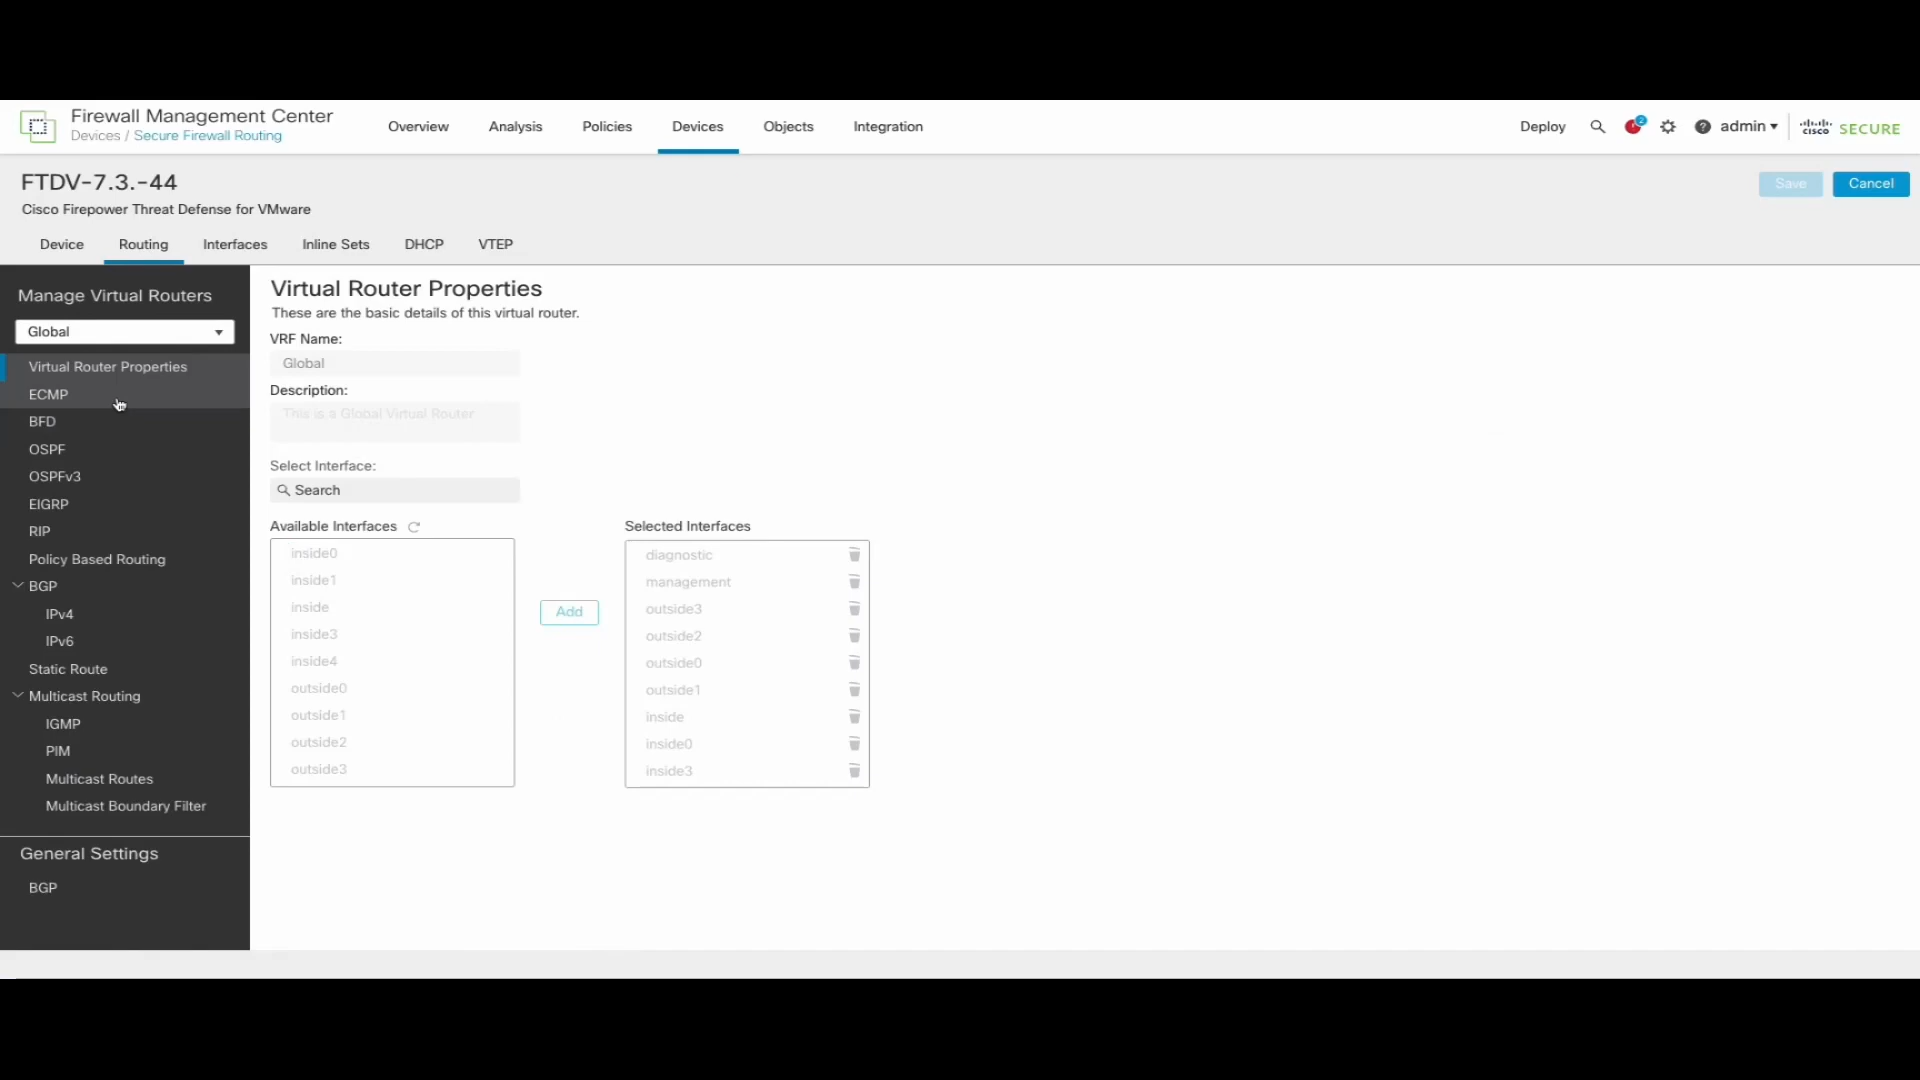 Firewall Management Center
Devices / Secure Firewall Routing
Overview
Analysis
Policies
Devices
Objects
Integration
Deploy
2
?
admin
cisco SECURE
FTDV-7.3.-44
Cisco Firepower Threat Defense for VMware
Save
Cancel
Device
Routing
Interfaces
Inline Sets
DHCP
VTEP
Manage Virtual Routers
Global
Virtual Router Properties
ECMP
BFD
OSPF
OSPFv3
EIGRP
RIP
Policy Based Routing
BGP
IPv4
IPv6
Static Route
Multicast Routing
IGMP
PIM
Multicast Routes
Multicast Boundary Filter
General Settings
BGP
Virtual Router Properties
These are the basic details of this virtual router.
VRF Name:
Global
Description:
This is a Global Virtual Router
Select Interface:
Search
Available Interfaces
inside0
inside1
inside
inside3
inside4
outside0
outside1
outside2
outside3
Add
Selected Interfaces
diagnostic
management
outside3
outside2
outside0
outside1
inside
inside0
inside3